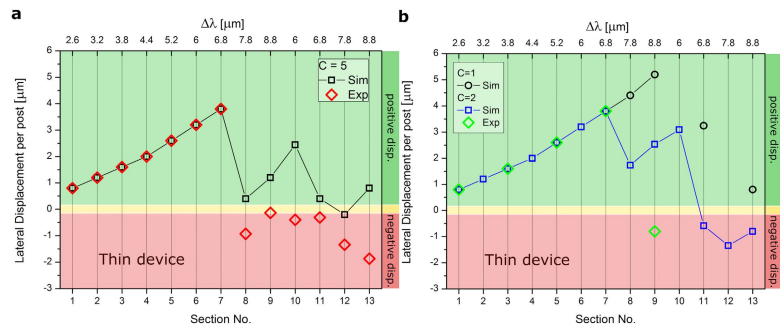 a
Δλ [μm]
2.6 3.2 3.8 4.4 5.2 6 6.8 7.8 8.8 6 6.8 7.8 8.8
Lateral Displacement per post [μm]
6
5
4
3
2
1
0
-1
-2
-3
C = 5
Sim
Exp
Thin device
positive disp.
negative disp.
1 2 3 4 5 6 7 8 9 10 11 12 13
Section No.
b
Δλ [μm]
2.6 3.2 3.8 4.4 5.2 6 6.8 7.8 8.8 6 6.8 7.8 8.8
Lateral Displacement per post [μm]
6
5
4
3
2
1
0
-1
-2
-3
C=1
Sim
C=2
Sim
Exp
Thin device
positive disp.
negative disp.
1 2 3 4 5 6 7 8 9 10 11 12 13
Section No.